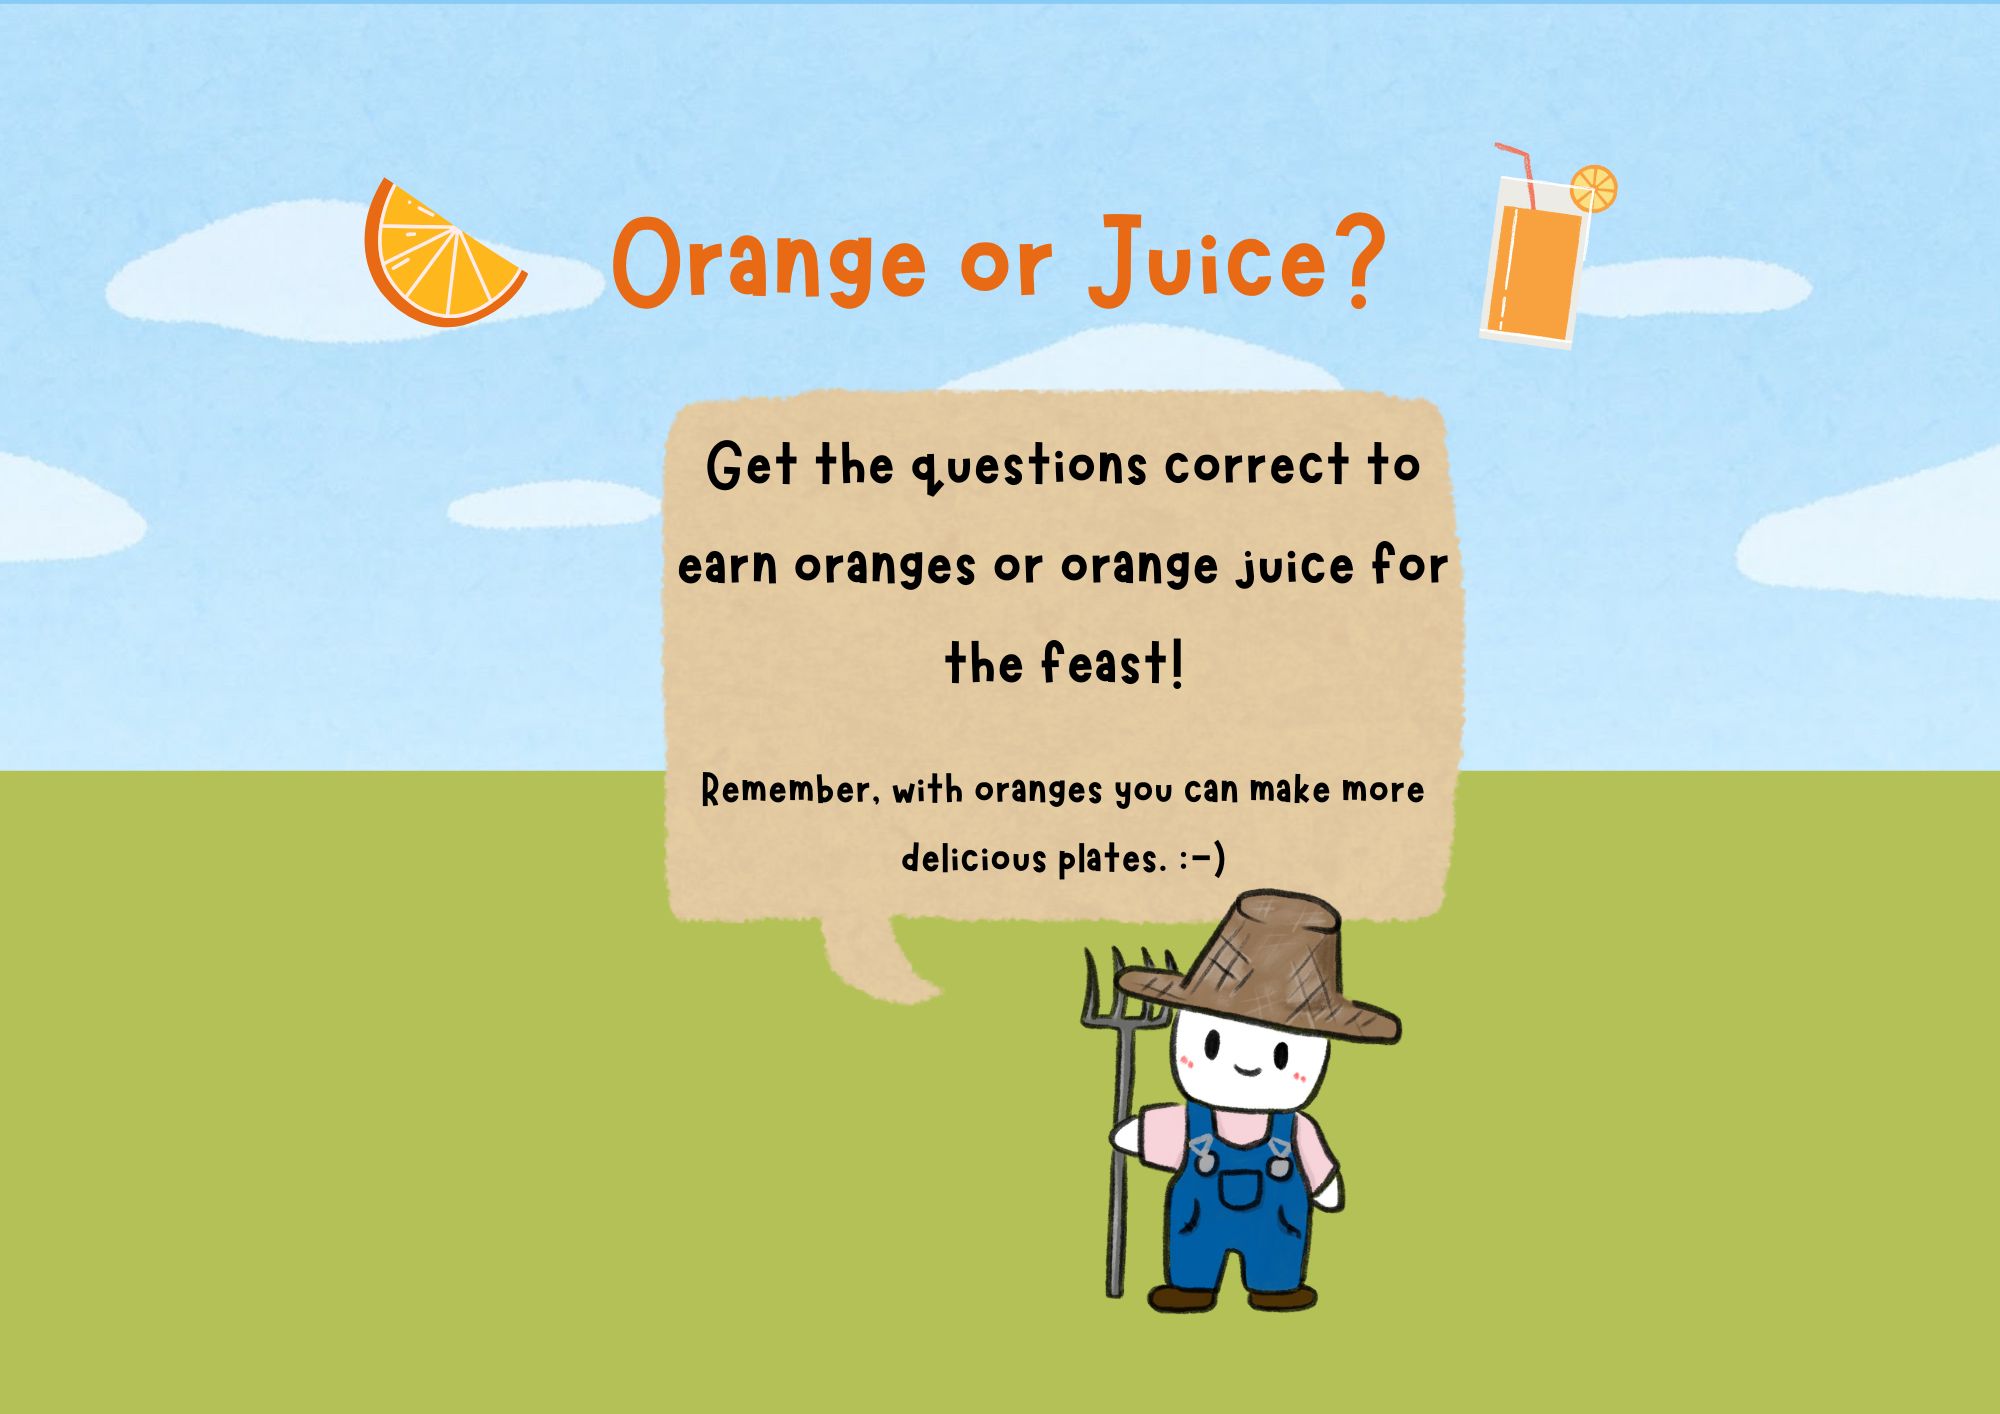 Orange or Juice?
Get the questions correct to
earn oranges or orange juice for
the feast!
Remember, with oranges you can make more
delicious plates. :-)